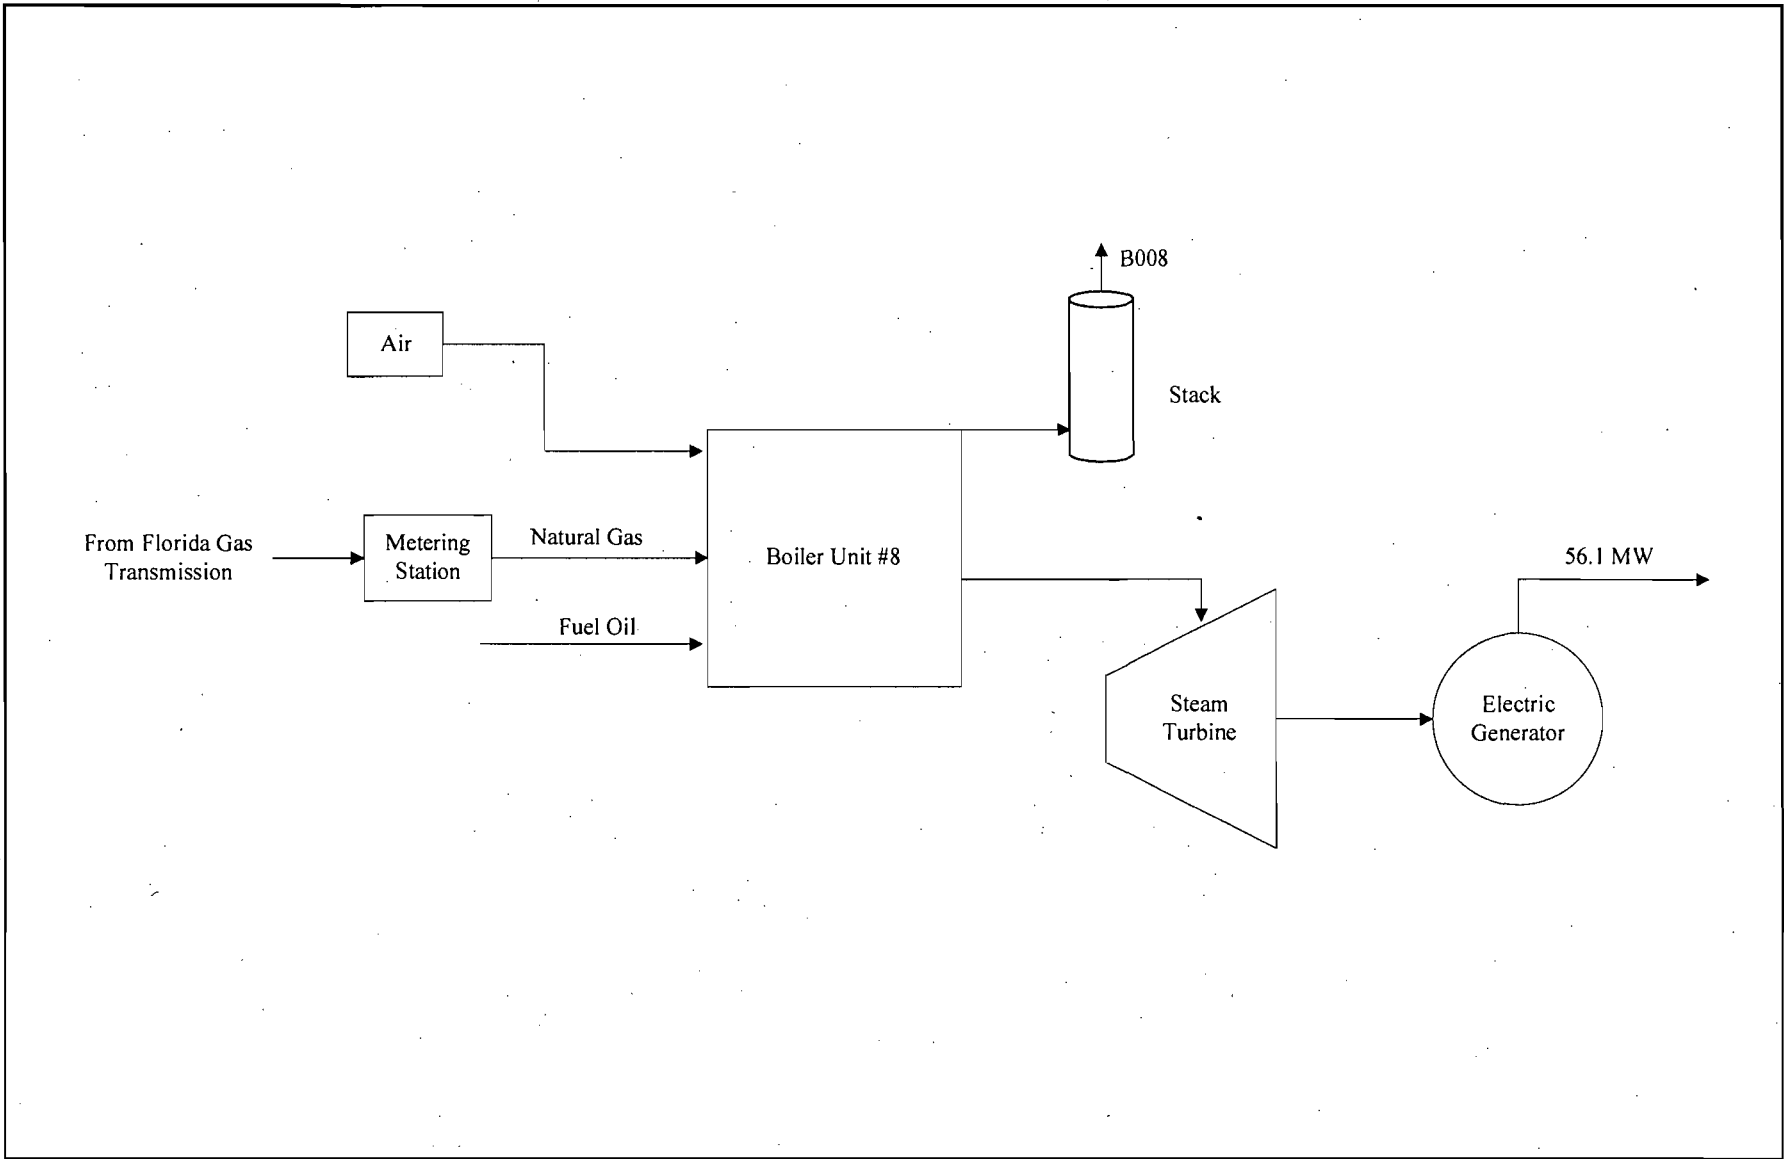 B008
Air
Stack
From Florida Gas
Transmission
Metering
Station
Natural Gas
Boiler Unit #8
Fuel Oil
56.1 MW
Steam
Turbine
Electric
Generator